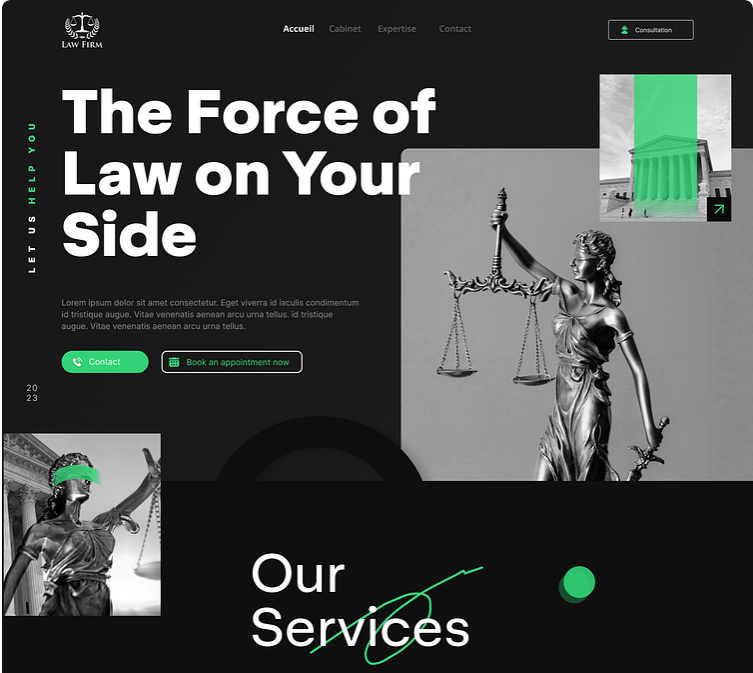 LAW FIRM
Accueil Cabinet Expertise Contact
Consultation
The Force of
Law on Your
Side
LET US HELP YOU
Lorem ipsum dolor sit amet consectetur. Eget viverra id iaculis condimentum
id tristique augue. Vitae venenatis aenean arcu urna tellus. id tristique
augue. Vitae venenatis aenean arcu urna tellus.
Contact
Book an appointment now
20
23
Our
Services